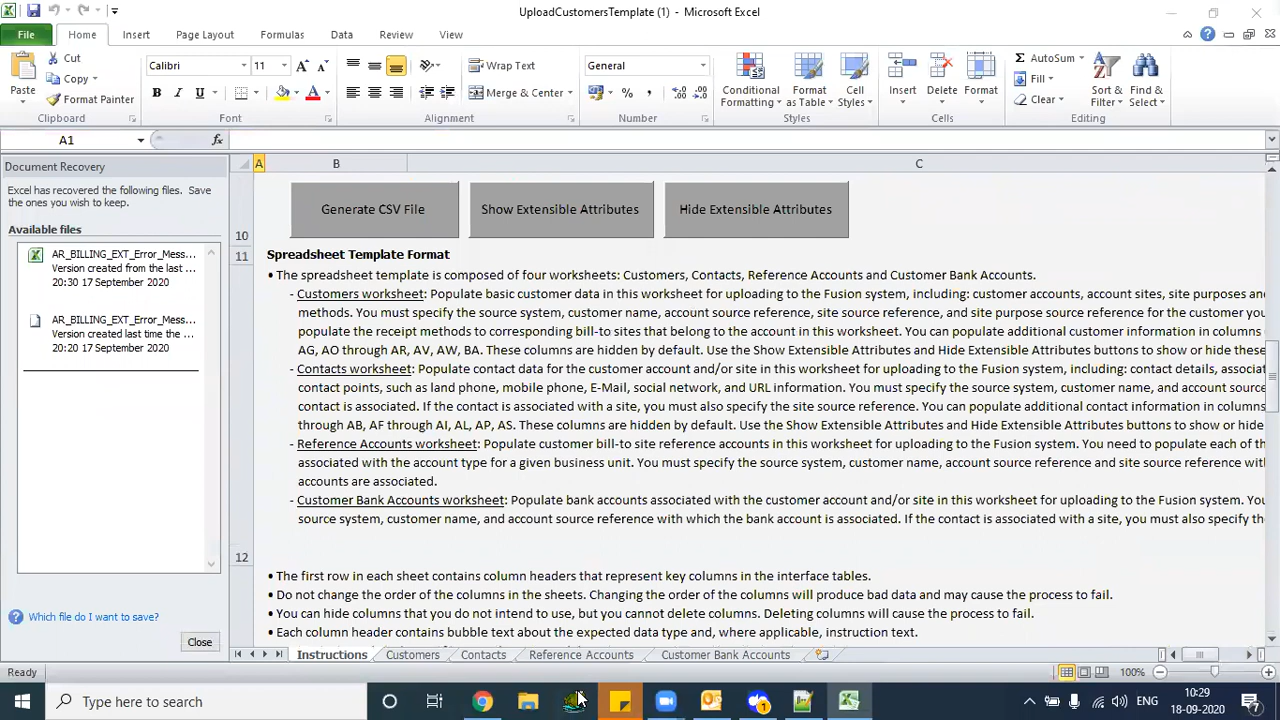 UploadCustomersTemplate (1) - Microsoft Excel
File Home Insert Page Layout Formulas Data Review View
Paste Cut Copy Format Painter Clipboard
Calibri 11 B I U A Font
Wrap Text Merge & Center Alignment
General % , Number
Conditional Formatting Format as Table Cell Styles Styles
Insert Delete Format Cells
AutoSum Fill Clear Sort & Filter Find & Select Editing
A1 fx
Document Recovery
Excel has recovered the following files. Save
the ones you wish to keep.
Available files
AR_BILLING_EXT_Error_Mess...
Version created from the last ...
20:30 17 September 2020
AR_BILLING_EXT_Error_Mess...
Version created last time the ...
20:20 17 September 2020
Which file do I want to save?
Close
A B C
Generate CSV File Show Extensible Attributes Hide Extensible Attributes
10
11 Spreadsheet Template Format
• The spreadsheet template is composed of four worksheets: Customers, Contacts, Reference Accounts and Customer Bank Accounts.
- Customers worksheet: Populate basic customer data in this worksheet for uploading to the Fusion system, including: customer accounts, account sites, site purposes and
methods. You must specify the source system, customer name, account source reference, site source reference, and site purpose source reference for the customer you
populate the receipt methods to corresponding bill-to sites that belong to the account in this worksheet. You can populate additional customer information in columns
AG, AO through AR, AV, AW, BA. These columns are hidden by default. Use the Show Extensible Attributes and Hide Extensible Attributes buttons to show or hide these
- Contacts worksheet: Populate contact data for the customer account and/or site in this worksheet for uploading to the Fusion system, including: contact details, associat
contact points, such as land phone, mobile phone, E-Mail, social network, and URL information. You must specify the source system, customer name, and account source
contact is associated. If the contact is associated with a site, you must also specify the site source reference. You can populate additional contact information in columns
through AB, AF through AI, AL, AP, AS. These columns are hidden by default. Use the Show Extensible Attributes and Hide Extensible Attributes buttons to show or hide
- Reference Accounts worksheet: Populate customer bill-to site reference accounts in this worksheet for uploading to the Fusion system. You need to populate each of th
associated with the account type for a given business unit. You must specify the source system, customer name, account source reference and site source reference with
accounts are associated.
- Customer Bank Accounts worksheet: Populate bank accounts associated with the customer account and/or site in this worksheet for uploading to the Fusion system. Yo
source system, customer name, and account source reference with which the bank account is associated. If the contact is associated with a site, you must also specify the
12
• The first row in each sheet contains column headers that represent key columns in the interface tables.
• Do not change the order of the columns in the sheets. Changing the order of the columns will produce bad data and may cause the process to fail.
• You can hide columns that you do not intend to use, but you cannot delete columns. Deleting columns will cause the process to fail.
• Each column header contains bubble text about the expected data type and, where applicable, instruction text.
Instructions Customers Contacts Reference Accounts Customer Bank Accounts
Ready 100%
Type here to search ENG 10:29
18-09-2020